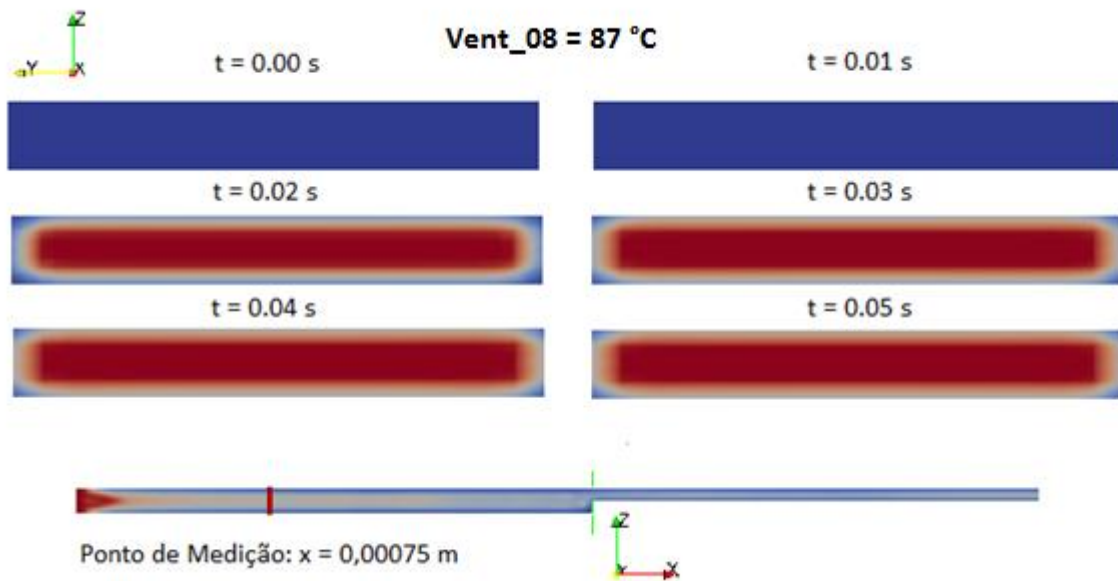 Z
Vent_08 = 87 °C
Y
X
t = 0.00 s
t = 0.01 s
t = 0.02 s
t = 0.03 s
t = 0.04 s
t = 0.05 s
Z
Ponto de Medição: x = 0,00075 m
Y
X